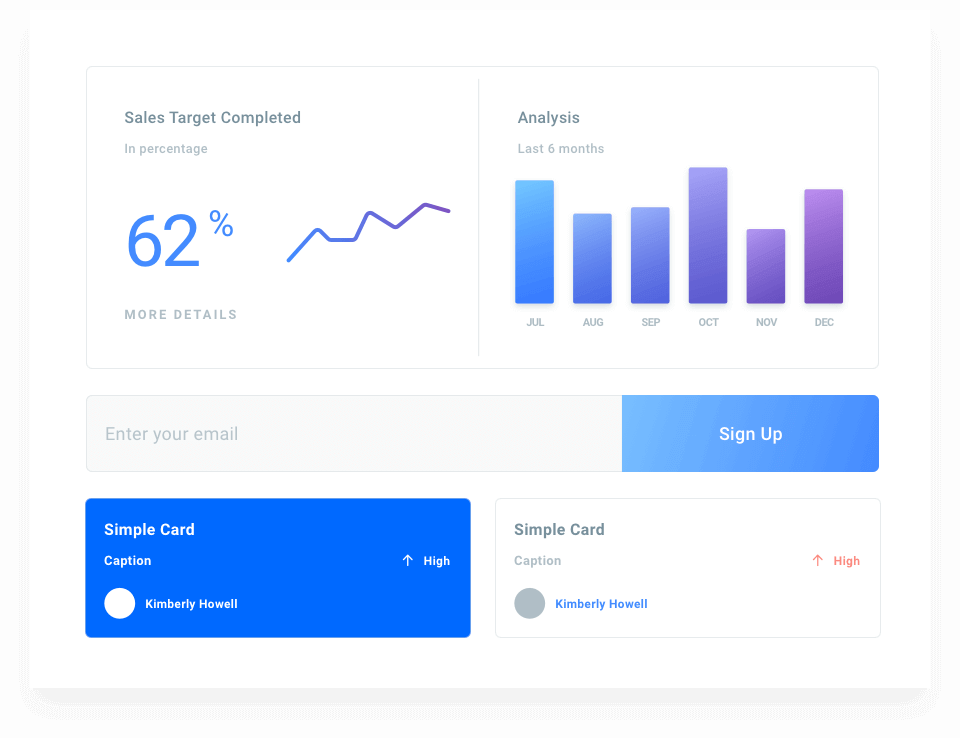 Sales Target Completed
In percentage
62%
MORE DETAILS
Analysis
Last 6 months
JUL AUG SEP OCT NOV DEC
Enter your email
Sign Up
Simple Card
Caption
High
Kimberly Howell
Simple Card
Caption
High
Kimberly Howell